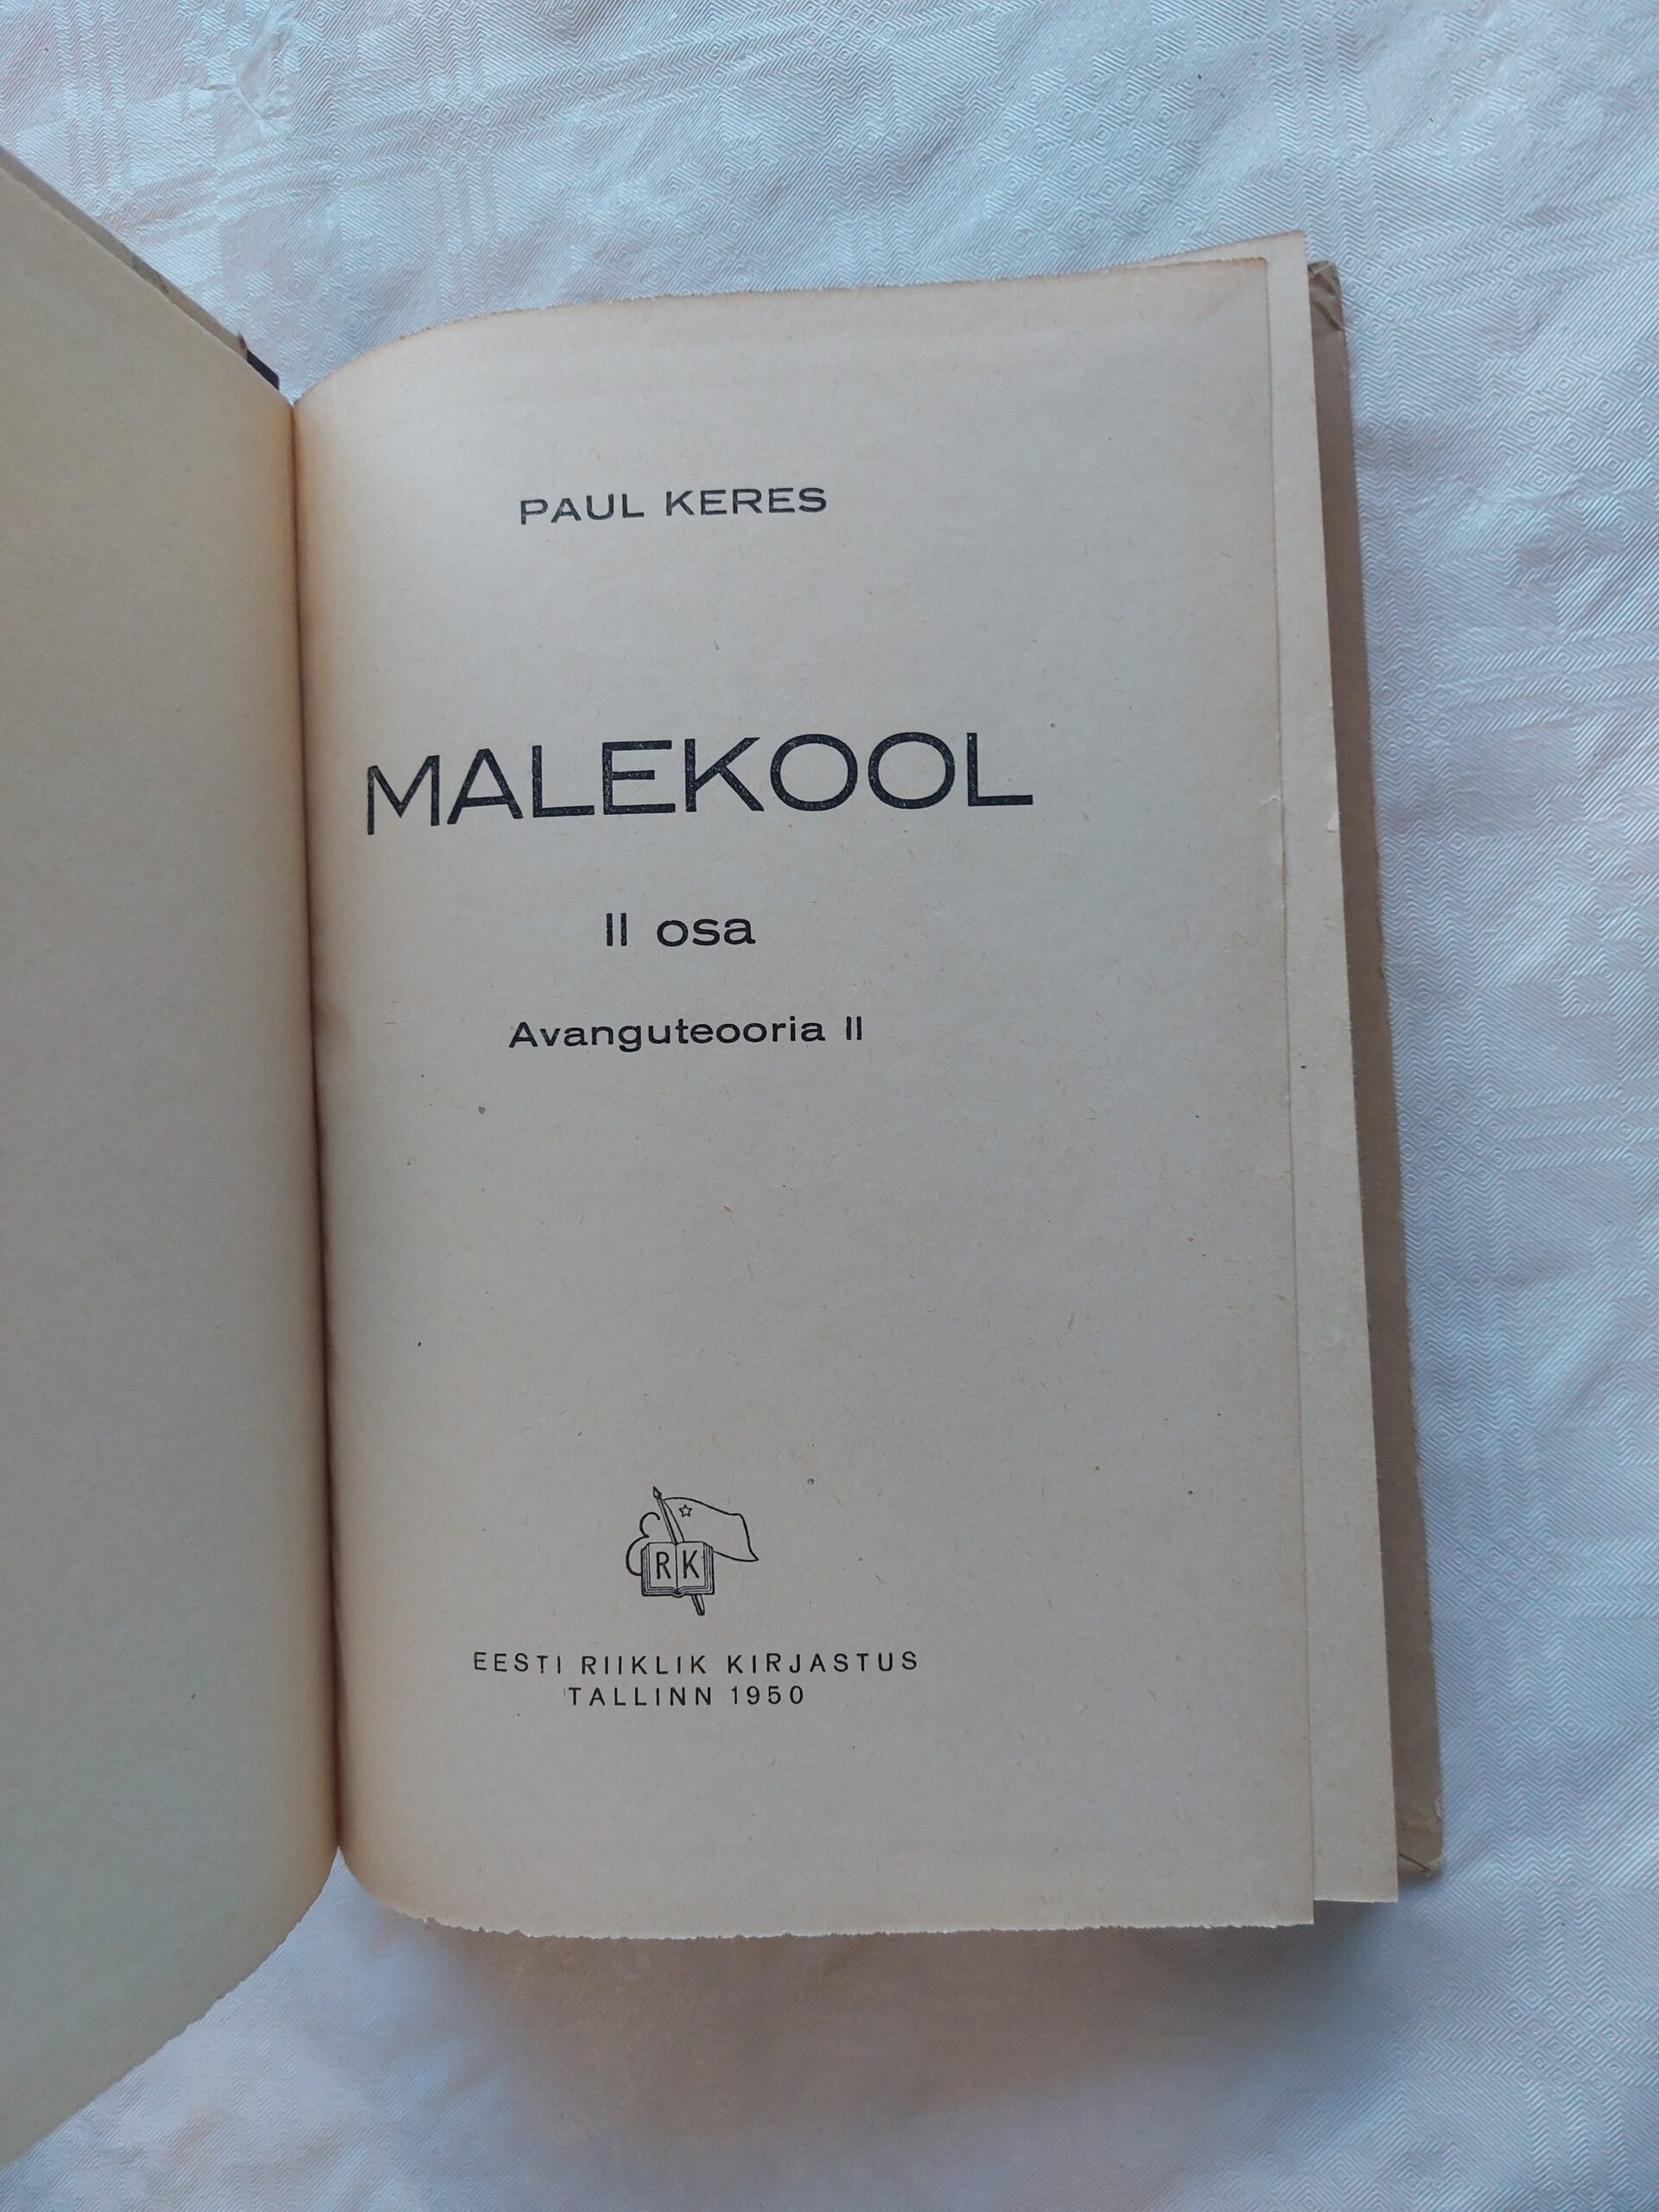 PAUL KERES
MALEKOOL
II osa
Avanguteooria II
E RK
EESTI RIIKLIK KIRJASTUS
TALLINN 1950